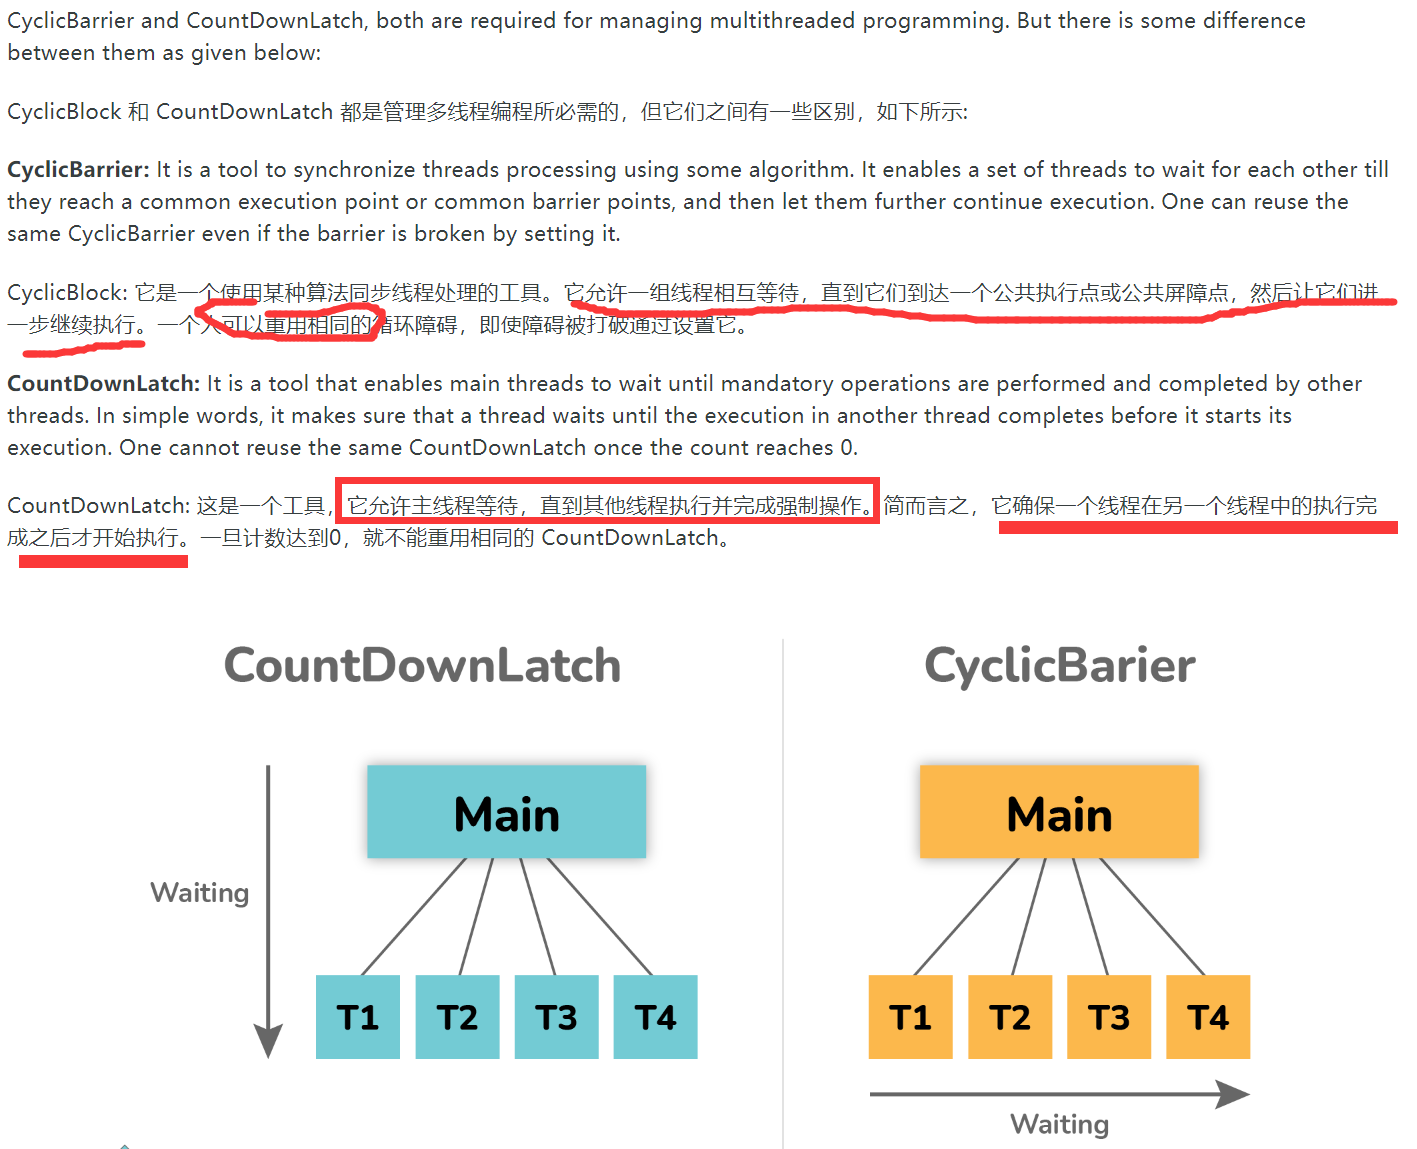 CyclicBarrier and CountDownLatch, both are required for managing multithreaded programming. But there is some difference
between them as given below:
CyclicBlock 和 CountDownLatch 都是管理多线程编程所必需的，但它们之间有一些区别，如下所示:
CyclicBarrier: It is a tool to synchronize threads processing using some algorithm. It enables a set of threads to wait for each other till
they reach a common execution point or common barrier points, and then let them further continue execution. One can reuse the
same CyclicBarrier even if the barrier is broken by setting it.
CyclicBlock: 它是一个使用某种算法同步线程处理的工具。它允许一组线程相互等待，直到它们到达一个公共执行点或公共屏障点，然后让它们进
一步继续执行。一个人可以重用相同的循环障碍，即使障碍被打破通过设置它。
CountDownLatch: It is a tool that enables main threads to wait until mandatory operations are performed and completed by other
threads. In simple words, it makes sure that a thread waits until the execution in another thread completes before it starts its
execution. One cannot reuse the same CountDownLatch once the count reaches 0.
CountDownLatch: 这是一个工具，它允许主线程等待，直到其他线程执行并完成强制操作。简而言之，它确保一个线程在另一个线程中的执行完
成之后才开始执行。一旦计数达到0，就不能重用相同的 CountDownLatch。
CountDownLatch
Main
Waiting
T1 T2 T3 T4
CyclicBarier
Main
T1 T2 T3 T4
Waiting